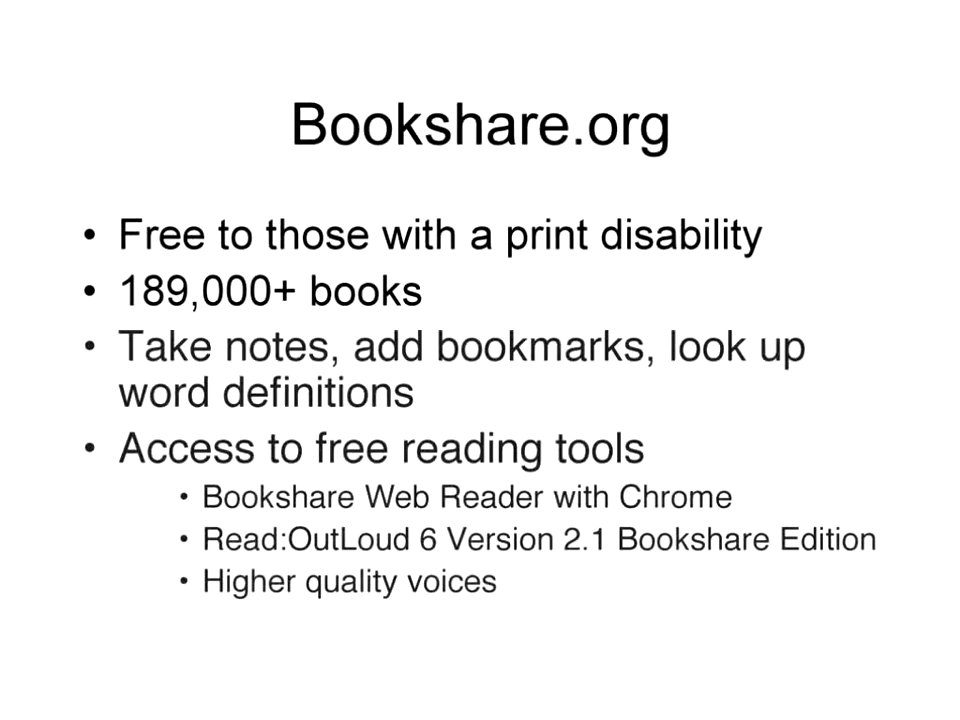 Bookshare.org
• Free to those with a print disability
• 189,000+ books
• Take notes, add bookmarks, look up
word definitions
• Access to free reading tools
• Bookshare Web Reader with Chrome
• Read:OutLoud 6 Version 2.1 Bookshare Edition
• Higher quality voices